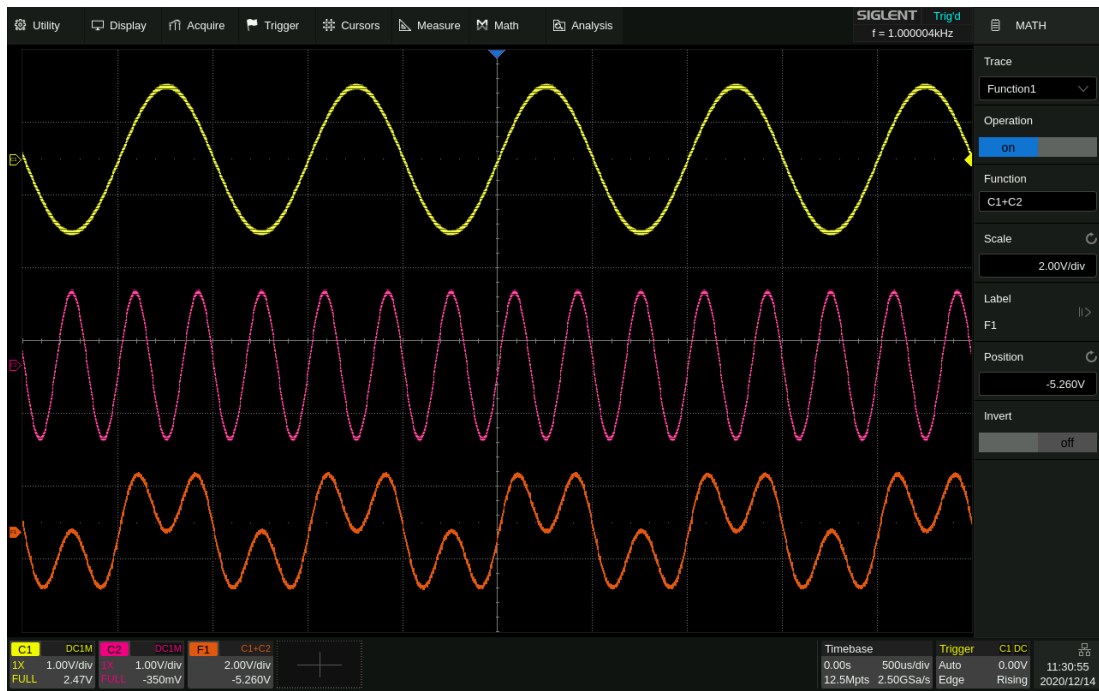 Utility Display Acquire Trigger Cursors Measure Math Analysis
SIGLENT Trig'd
f = 1.000004kHz
MATH
Trace
Function1
Operation
on
Function
C1+C2
Scale
2.00V/div
Label
F1
Position
-5.260V
Invert
off
C1 DC1M
1X 1.00V/div
FULL 2.47V
C2 DC1M
1X 1.00V/div
FULL -350mV
F1 C1+C2
2.00V/div
-5.260V
Timebase
0.00s 500us/div
12.5Mpts 2.50GSa/s
Trigger C1 DC
Auto 0.00V
Edge Rising
11:30:55
2020/12/14